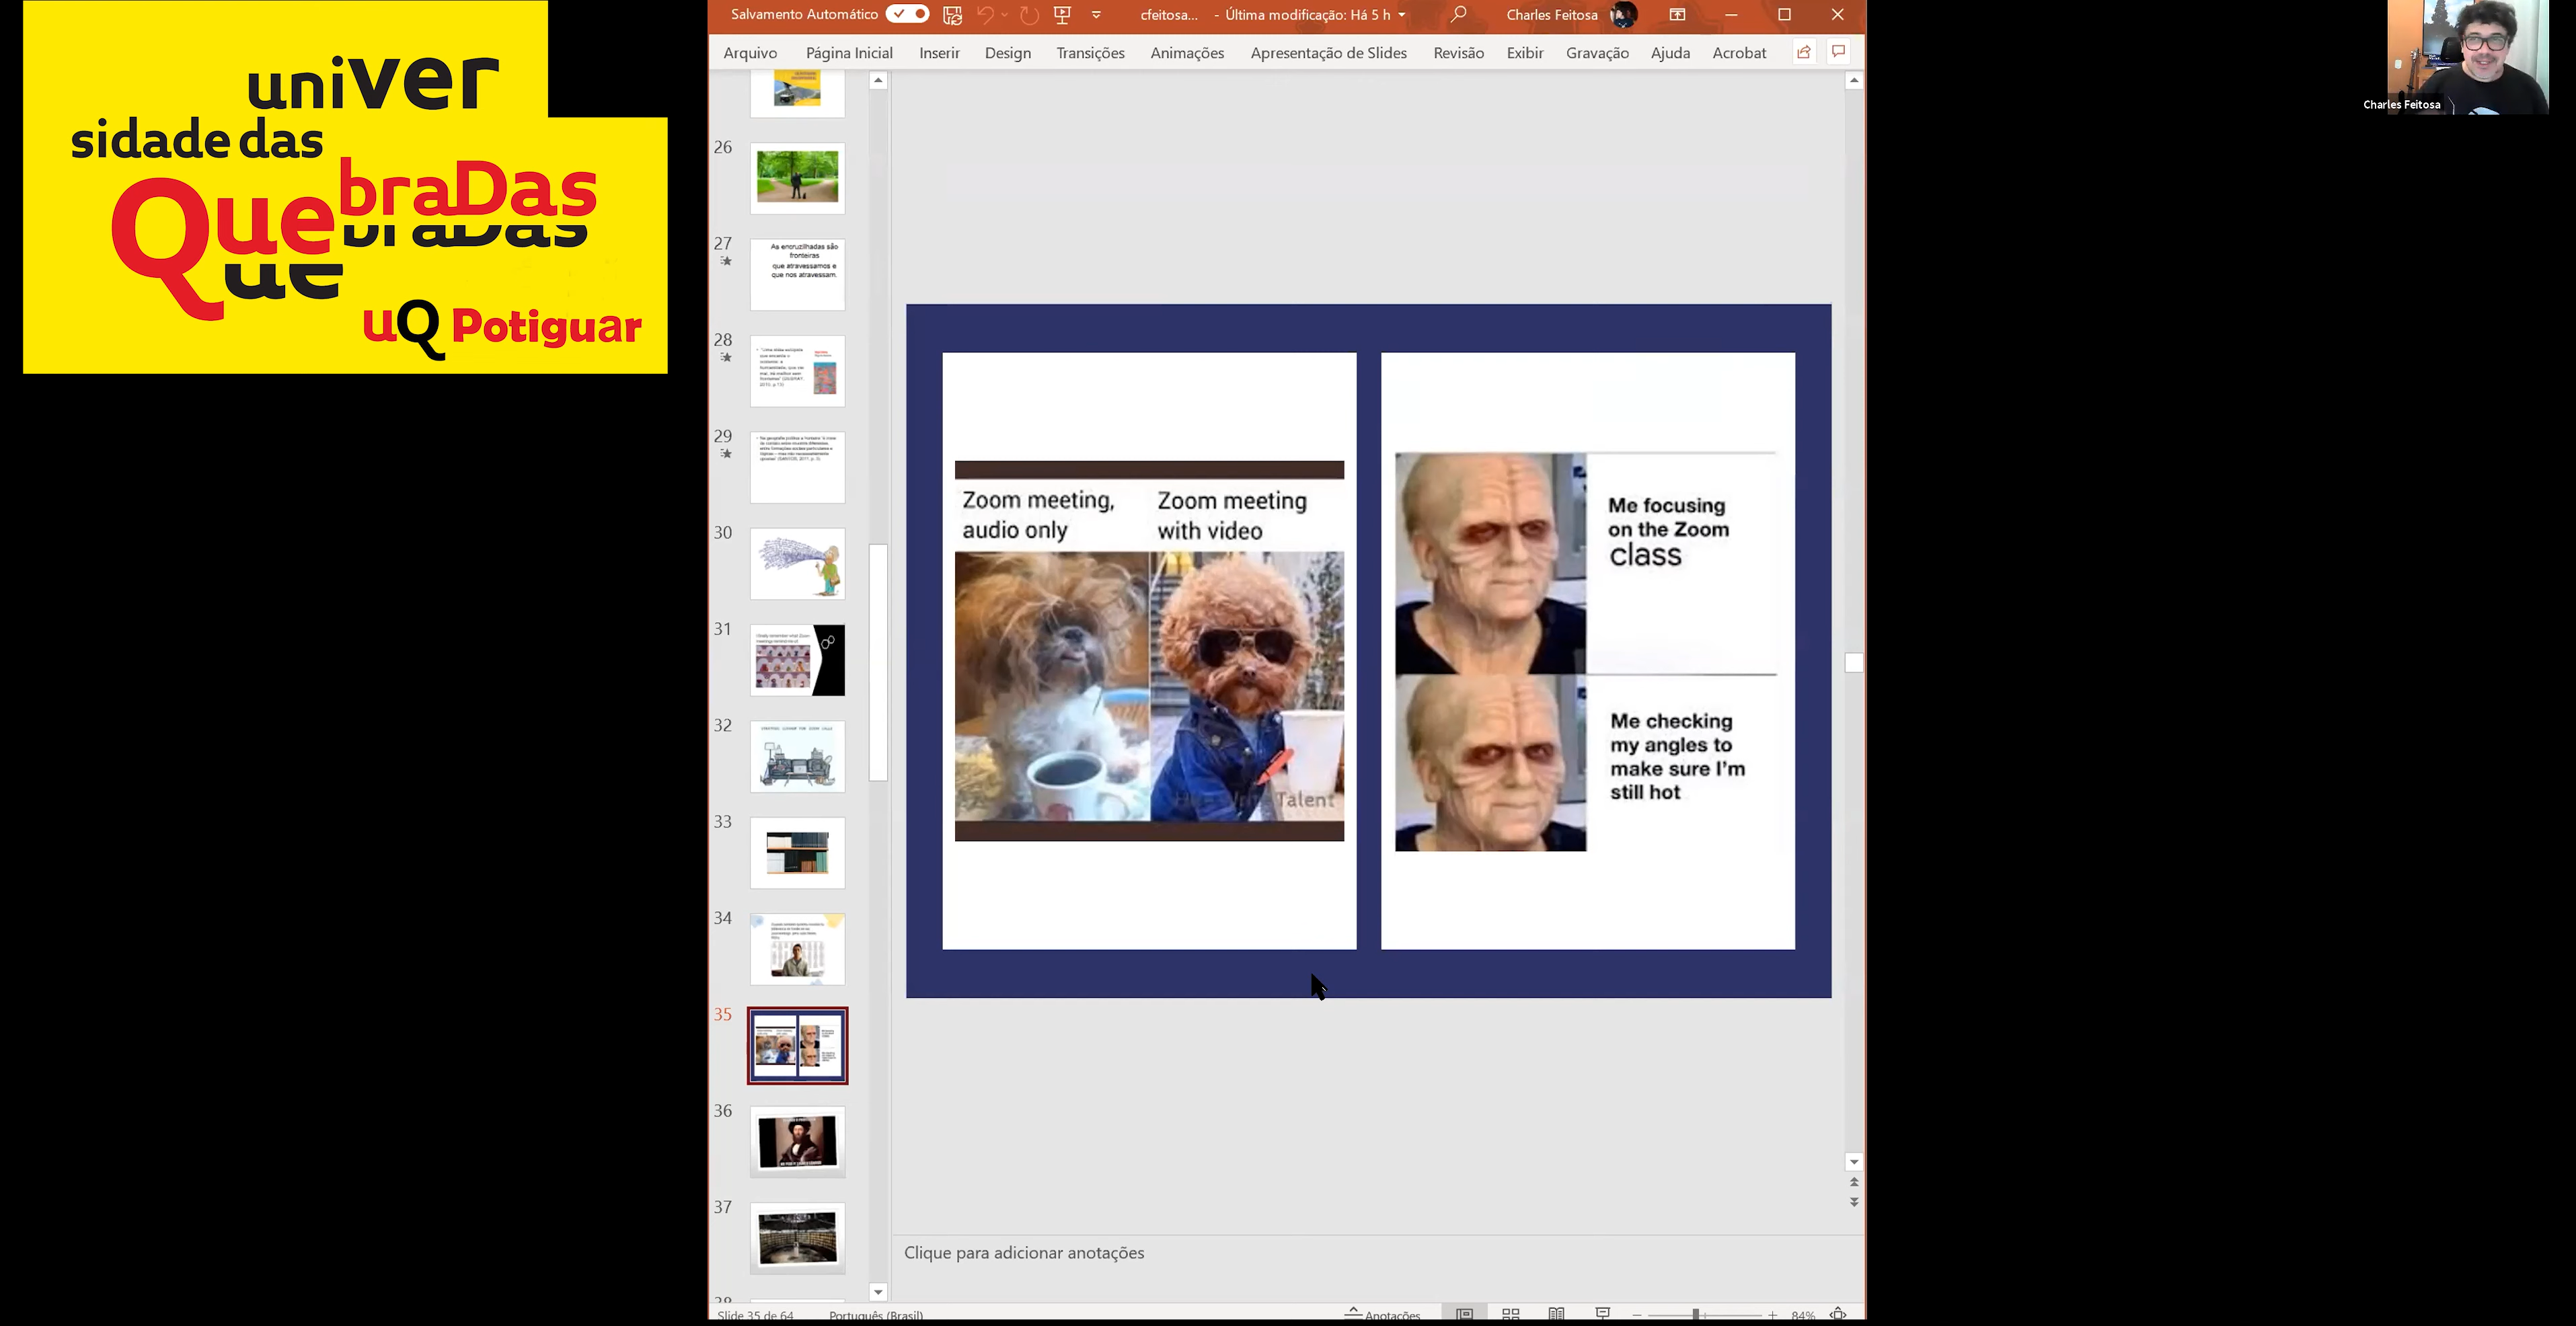 univer
sidade das
QuebraDas
uQ Potiguar
Salvamento Automático
cfeitosa... - Última modificação: Há 5 h
Charles Feitosa
Arquivo Página Inicial Inserir Design Transições Animações Apresentação de Slides Revisão Exibir Gravação Ajuda Acrobat
26
27
As encruzilhadas são
fronteiras
que atravessamos e
que nos atravessam.
28
29
30
31
32
33
34
35
36
37
Zoom meeting,
audio only
Zoom meeting
with video
Talent
Me focusing
on the Zoom
class
Me checking
my angles to
make sure I'm
still hot
Clique para adicionar anotações
Slide 35 de 64 Português (Brasil) Anotações 84%
Charles Feitosa